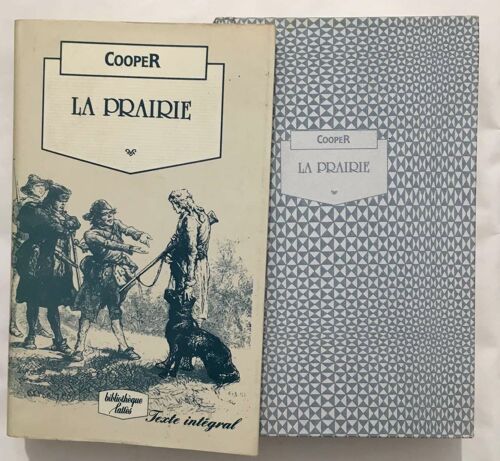 COOPER
LA PRAIRIE
bibliothèque
Lattès
Texte intégral
COOPER
LA PRAIRIE